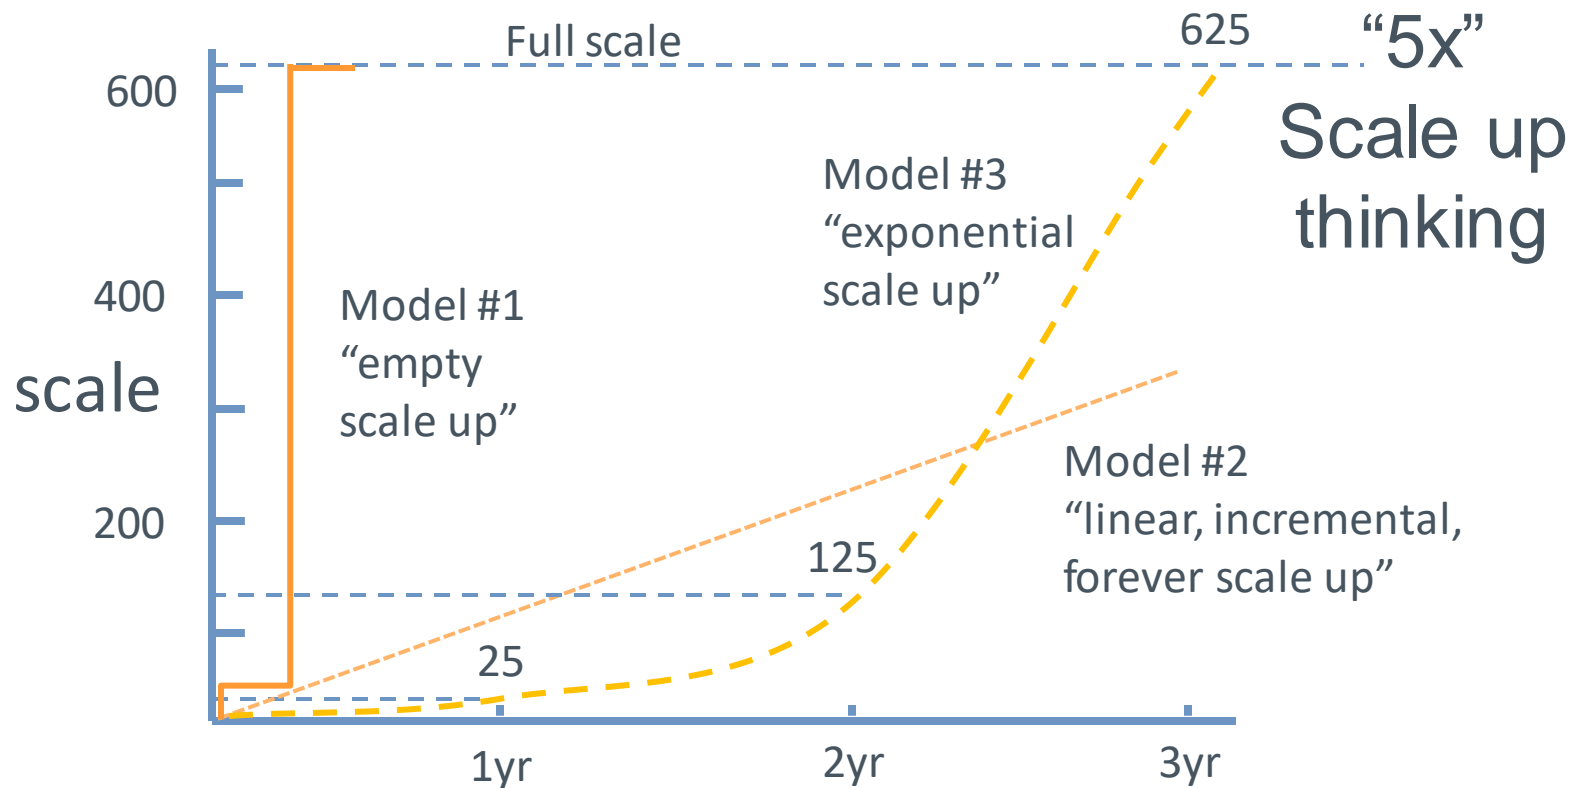 Full scale
625
“5x”
Scale up
thinking
600
Model #3
“exponential
scale up”
400
Model #1
“empty
scale up”
scale
Model #2
“linear, incremental,
forever scale up”
200
125
25
1yr
2yr
3yr